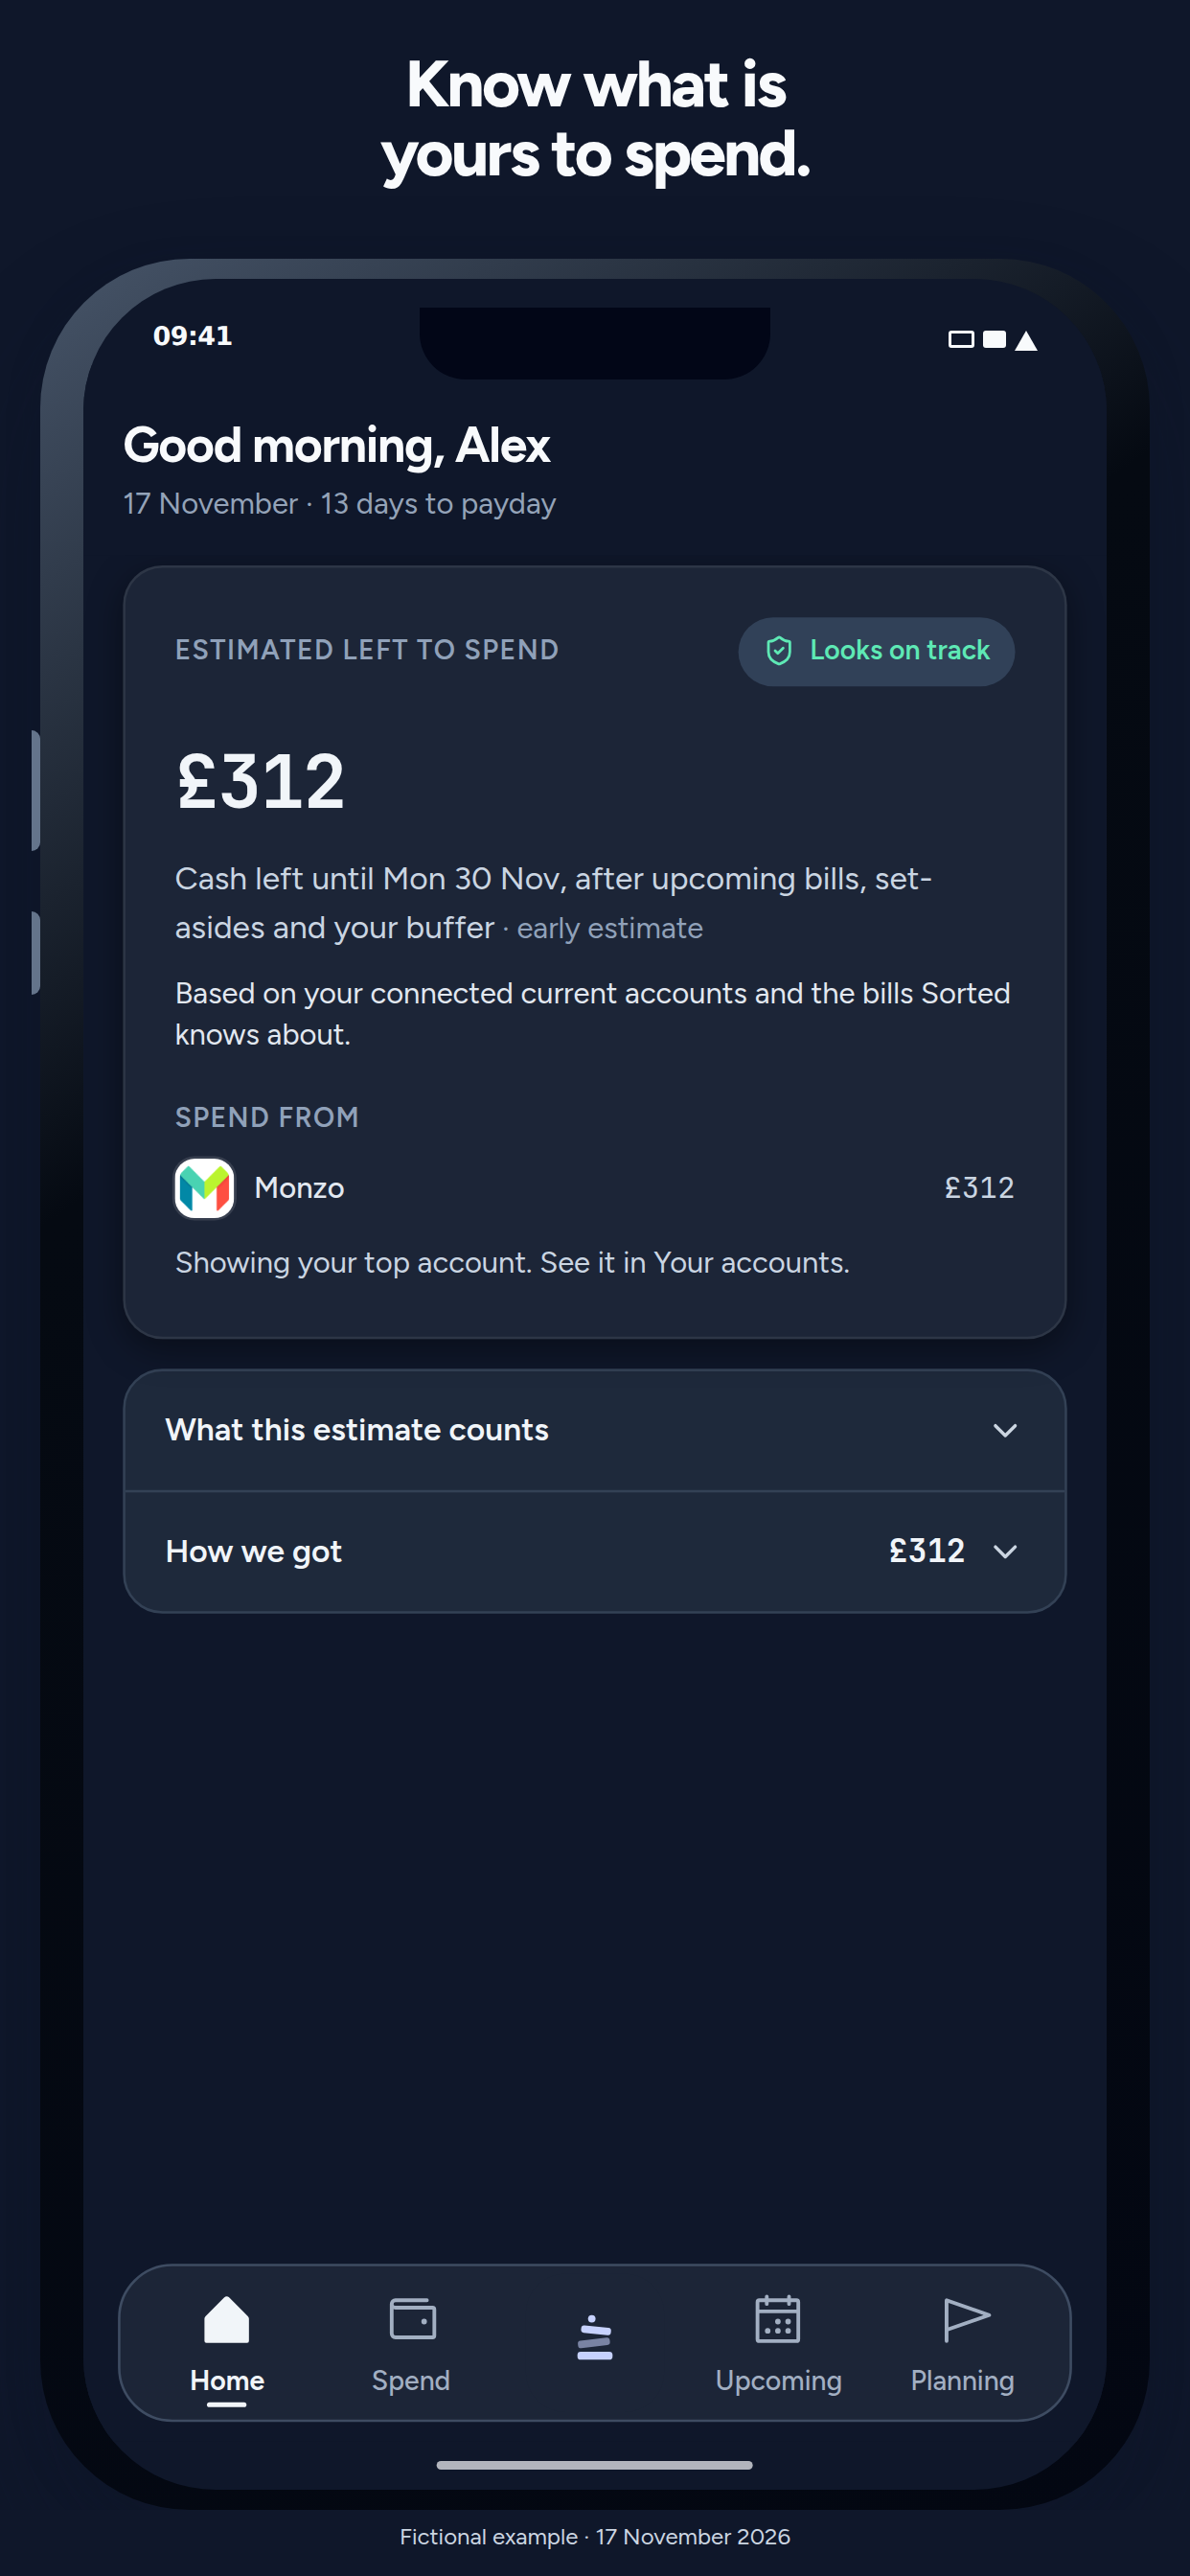 Know what is
yours to spend.
09:41
Good morning, Alex
17 November · 13 days to payday
ESTIMATED LEFT TO SPEND
Looks on track
£312
Cash left until Mon 30 Nov, after upcoming bills, set-
asides and your buffer · early estimate
Based on your connected current accounts and the bills Sorted
knows about.
SPEND FROM
Monzo £312
Showing your top account. See it in Your accounts.
What this estimate counts
How we got £312
Home Spend Upcoming Planning
Fictional example · 17 November 2026